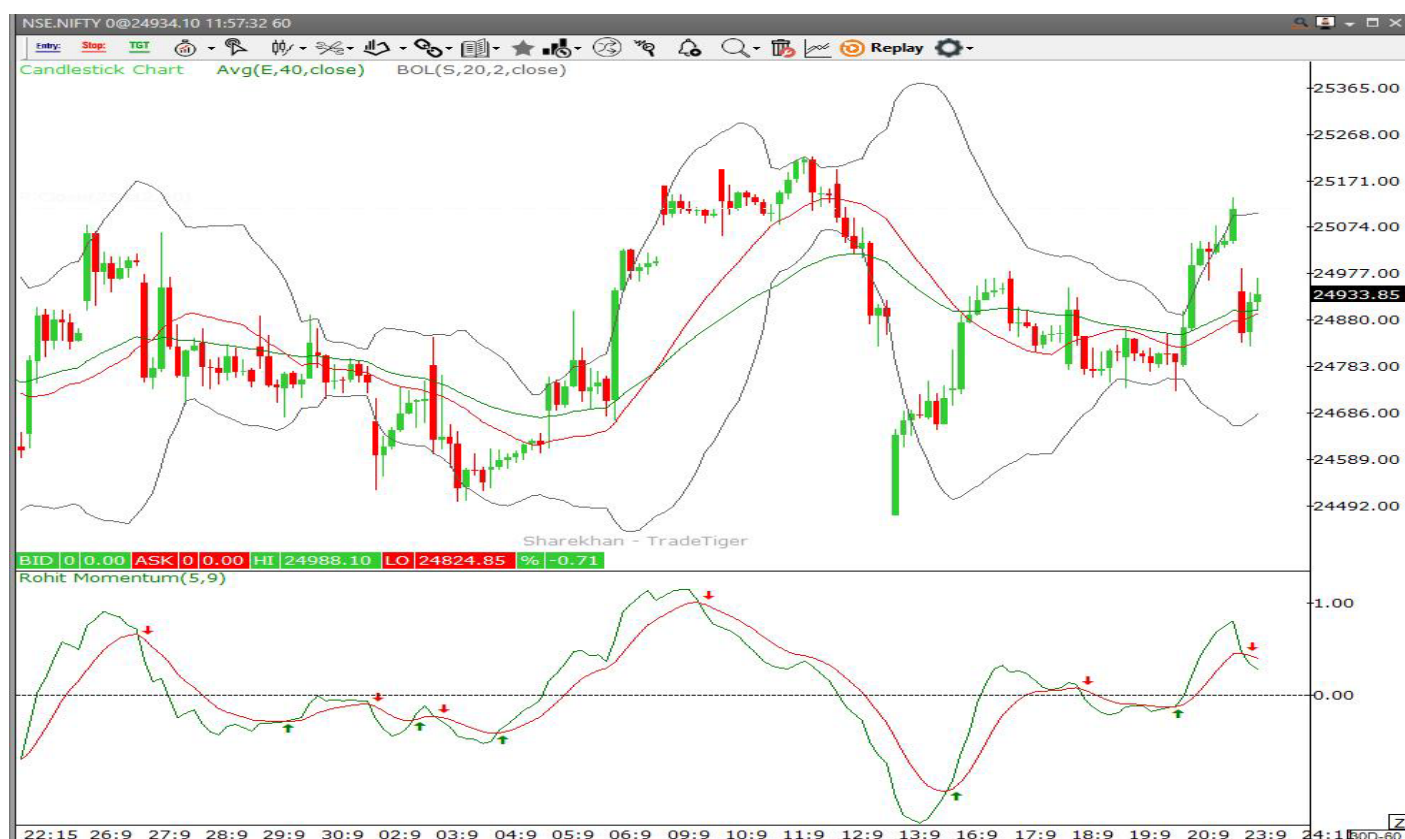 NSE.NIFTY 0@24934.10 11:57:32 60
Entry: Stop: TGT Replay
Candlestick Chart Avg(E,40,close) BOL(S,20,2,close)
25365.00
25268.00
25171.00
25074.00
24977.00
24933.85
24880.00
24783.00
24686.00
24589.00
24492.00
Sharekhan - TradeTiger
BID 0 0.00 ASK 0 0.00 HI 24988.10 LO 24824.85 % -0.71
Rohit Momentum(5,9)
1.00
0.00
Z
22:15 26:9 27:9 28:9 29:9 30:9 02:9 03:9 04:9 05:9 06:9 09:9 10:9 11:9 12:9 13:9 16:9 17:9 18:9 19:9 20:9 23:9